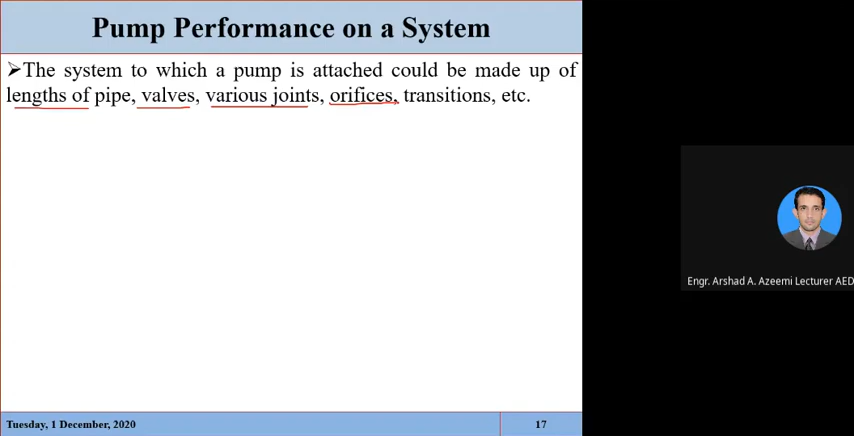 Pump Performance on a System
➢The system to which a pump is attached could be made up of
lengths of pipe, valves, various joints, orifices, transitions, etc.
Engr. Arshad A. Azeemi Lecturer AED
Tuesday, 1 December, 2020
17